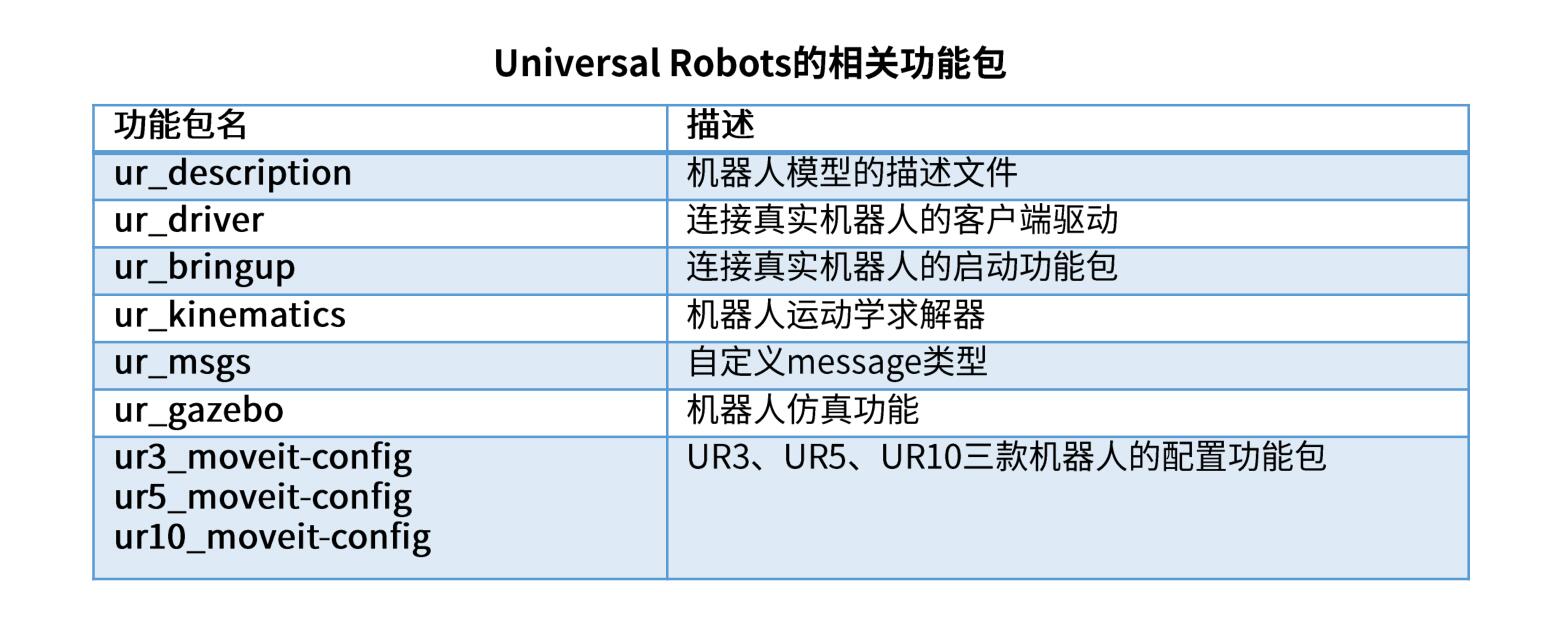 Universal Robots的相关功能包
功能包名 描述
ur_description 机器人模型的描述文件
ur_driver 连接真实机器人的客户端驱动
ur_bringup 连接真实机器人的启动功能包
ur_kinematics 机器人运动学求解器
ur_msgs 自定义message类型
ur_gazebo 机器人仿真功能
ur3_moveit-config UR3、UR5、UR10三款机器人的配置功能包
ur5_moveit-config
ur10_moveit-config